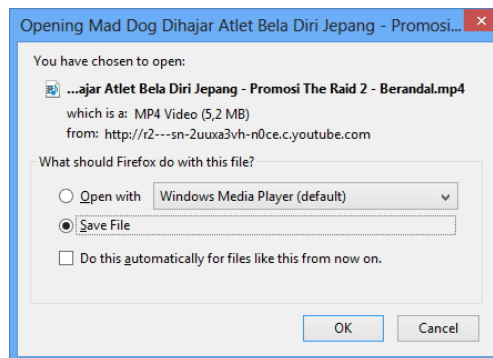 Opening Mad Dog Dihajar Atlet Bela Diri Jepang - Promosi...
You have chosen to open:
...ajar Atlet Bela Diri Jepang - Promosi The Raid 2 - Berandal.mp4
which is a: MP4 Video (5,2 MB)
from: http://r2---sn-2uuxa3vh-n0ce.c.youtube.com
What should Firefox do with this file?
Open with Windows Media Player (default)
Save File
Do this automatically for files like this from now on.
OK Cancel